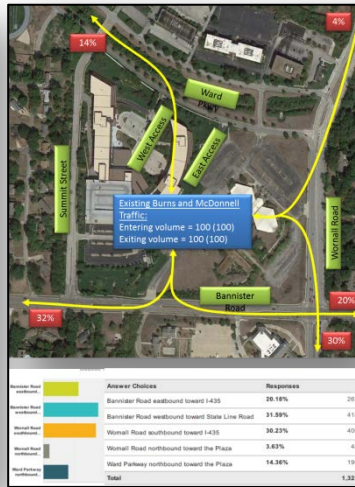 14%
4%
Ward
Pkwy
West Access
East Access
Summit Street
Existing Burns and McDonnell
Traffic:
Entering volume = 100 (100)
Exiting volume = 100 (100)
Wornall Road
Bannister
Road
20%
32%
30%
Answer Choices Responses
Bannister Road eastbound toward I-435 20.18%
Bannister Road westbound toward State Line Road 31.59%
Wornall Road southbound toward I-435 30.23%
Wornall Road northbound toward the Plaza 3.63%
Ward Parkway northbound toward the Plaza 14.36%
Total